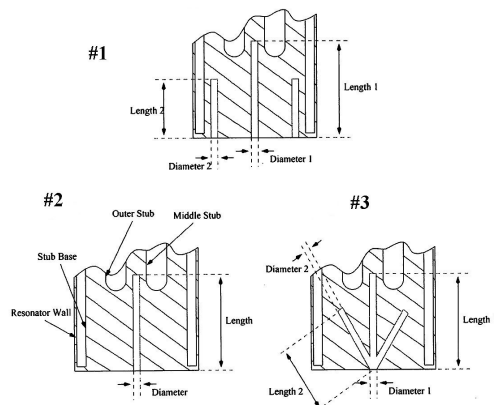 #1
Length 1
Length 2
Diameter 2
Diameter 1
#2
#3
Outer Stub
Middle Stub
Stub Base
Resonator Wall
Length
Diameter
Diameter 2
Length
Length 2
Diameter 1